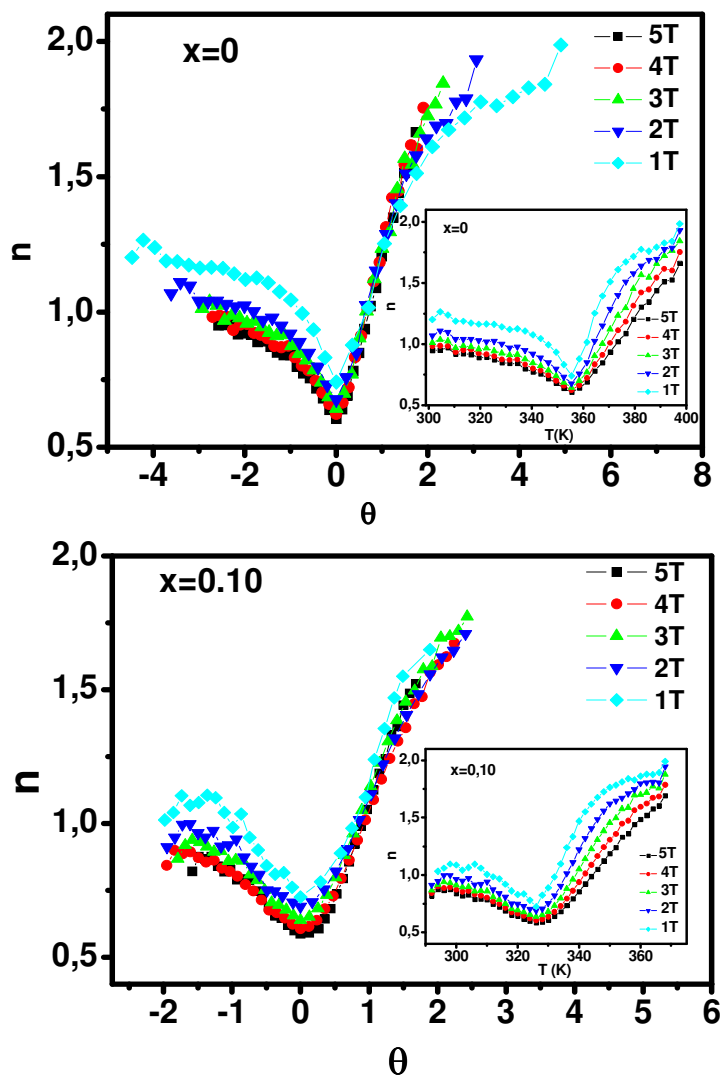 x=0
5T
4T
3T
2T
1T
2,0
1,5
1,0
0,5
n
-4 -2 0 2 4 6 8
θ
x=0
2,0
1,5
1,0
0,5
n
5T
4T
3T
2T
1T
300 320 340 360 380 400
T(K)
x=0.10
5T
4T
3T
2T
1T
2,0
1,5
1,0
0,5
n
-2 -1 0 1 2 3 4 5 6
θ
x=0,10
2,0
1,5
1,0
0,5
n
5T
4T
3T
2T
1T
300 320 340 360
T (K)